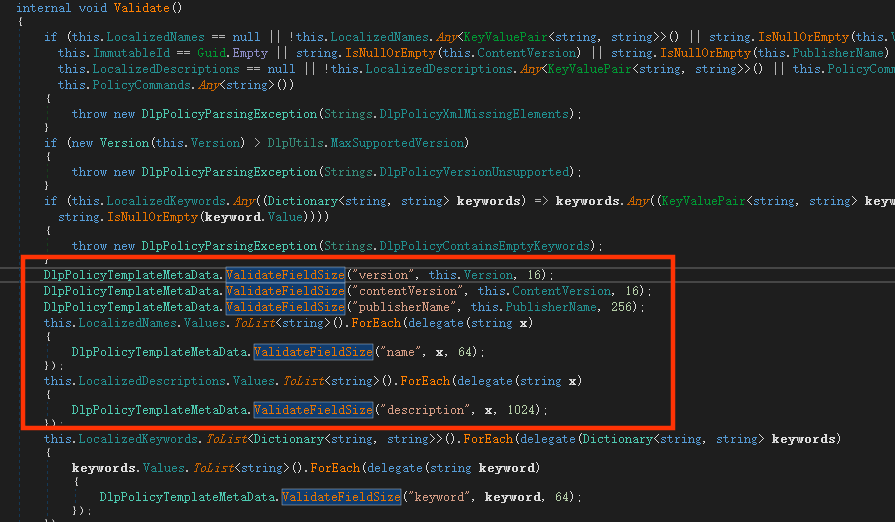 internal void Validate()
{
if (this.LocalizedNames == null || !this.LocalizedNames.Any<KeyValuePair<string, string>>() || string.IsNullOrEmpty(this.V
this.ImmutableId == Guid.Empty || string.IsNullOrEmpty(this.ContentVersion) || string.IsNullOrEmpty(this.PublisherName)
this.LocalizedDescriptions == null || !this.LocalizedDescriptions.Any<KeyValuePair<string, string>>() || this.PolicyComm
this.PolicyCommands.Any<string>())
{
throw new DlpPolicyParsingException(Strings.DlpPolicyXmlMissingElements);
}
if (new Version(this.Version) > DlpUtils.MaxSupportedVersion)
{
throw new DlpPolicyParsingException(Strings.DlpPolicyVersionUnsupported);
}
if (this.LocalizedKeywords.Any((Dictionary<string, string> keywords) => keywords.Any((KeyValuePair<string, string> keyw
string.IsNullOrEmpty(keyword.Value))))
{
throw new DlpPolicyParsingException(Strings.DlpPolicyContainsEmptyKeywords);
}
DlpPolicyTemplateMetaData.ValidateFieldSize("version", this.Version, 16);
DlpPolicyTemplateMetaData.ValidateFieldSize("contentVersion", this.ContentVersion, 16);
DlpPolicyTemplateMetaData.ValidateFieldSize("publisherName", this.PublisherName, 256);
this.LocalizedNames.Values.ToList<string>().ForEach(delegate(string x)
{
DlpPolicyTemplateMetaData.ValidateFieldSize("name", x, 64);
});
this.LocalizedDescriptions.Values.ToList<string>().ForEach(delegate(string x)
{
DlpPolicyTemplateMetaData.ValidateFieldSize("description", x, 1024);
});
this.LocalizedKeywords.ToList<Dictionary<string, string>>().ForEach(delegate(Dictionary<string, string> keywords)
{
keywords.Values.ToList<string>().ForEach(delegate(string keyword)
{
DlpPolicyTemplateMetaData.ValidateFieldSize("keyword", keyword, 64);
});